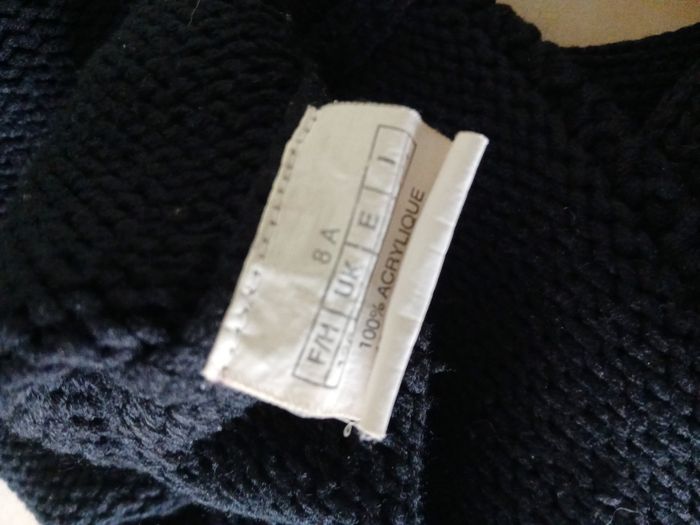 8 A
F/H UK E I
100% ACRYLIQUE